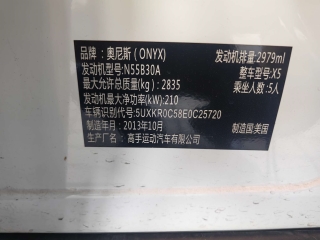 品牌：奥尼斯（ONYX） 发动机排量:2979ml
发动机型号:N55B30A 整车型号:X5
最大允许总质量(kg)：2835 乘坐人数:5人
发动机最大净功率(kW):210
车辆识别代号:5UXKR0C58E0C25720
制造年月：2013年10月 制造国:美国
生产企业：高手运动汽车有限公司